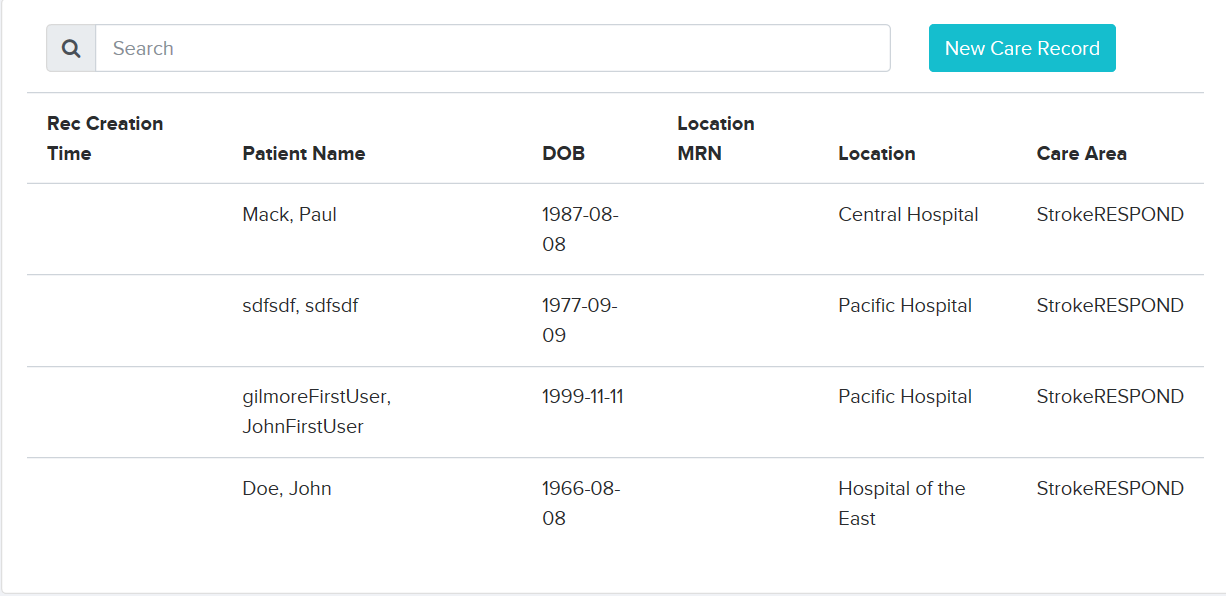 Search
New Care Record
Rec Creation
Time
Patient Name
DOB
Location
MRN
Location
Care Area
Mack, Paul
1987-08-
08
Central Hospital
StrokeRESPOND
sdfsdf, sdfsdf
1977-09-
09
Pacific Hospital
StrokeRESPOND
gilmoreFirstUser,
JohnFirstUser
1999-11-11
Pacific Hospital
StrokeRESPOND
Doe, John
1966-08-
08
Hospital of the
East
StrokeRESPOND